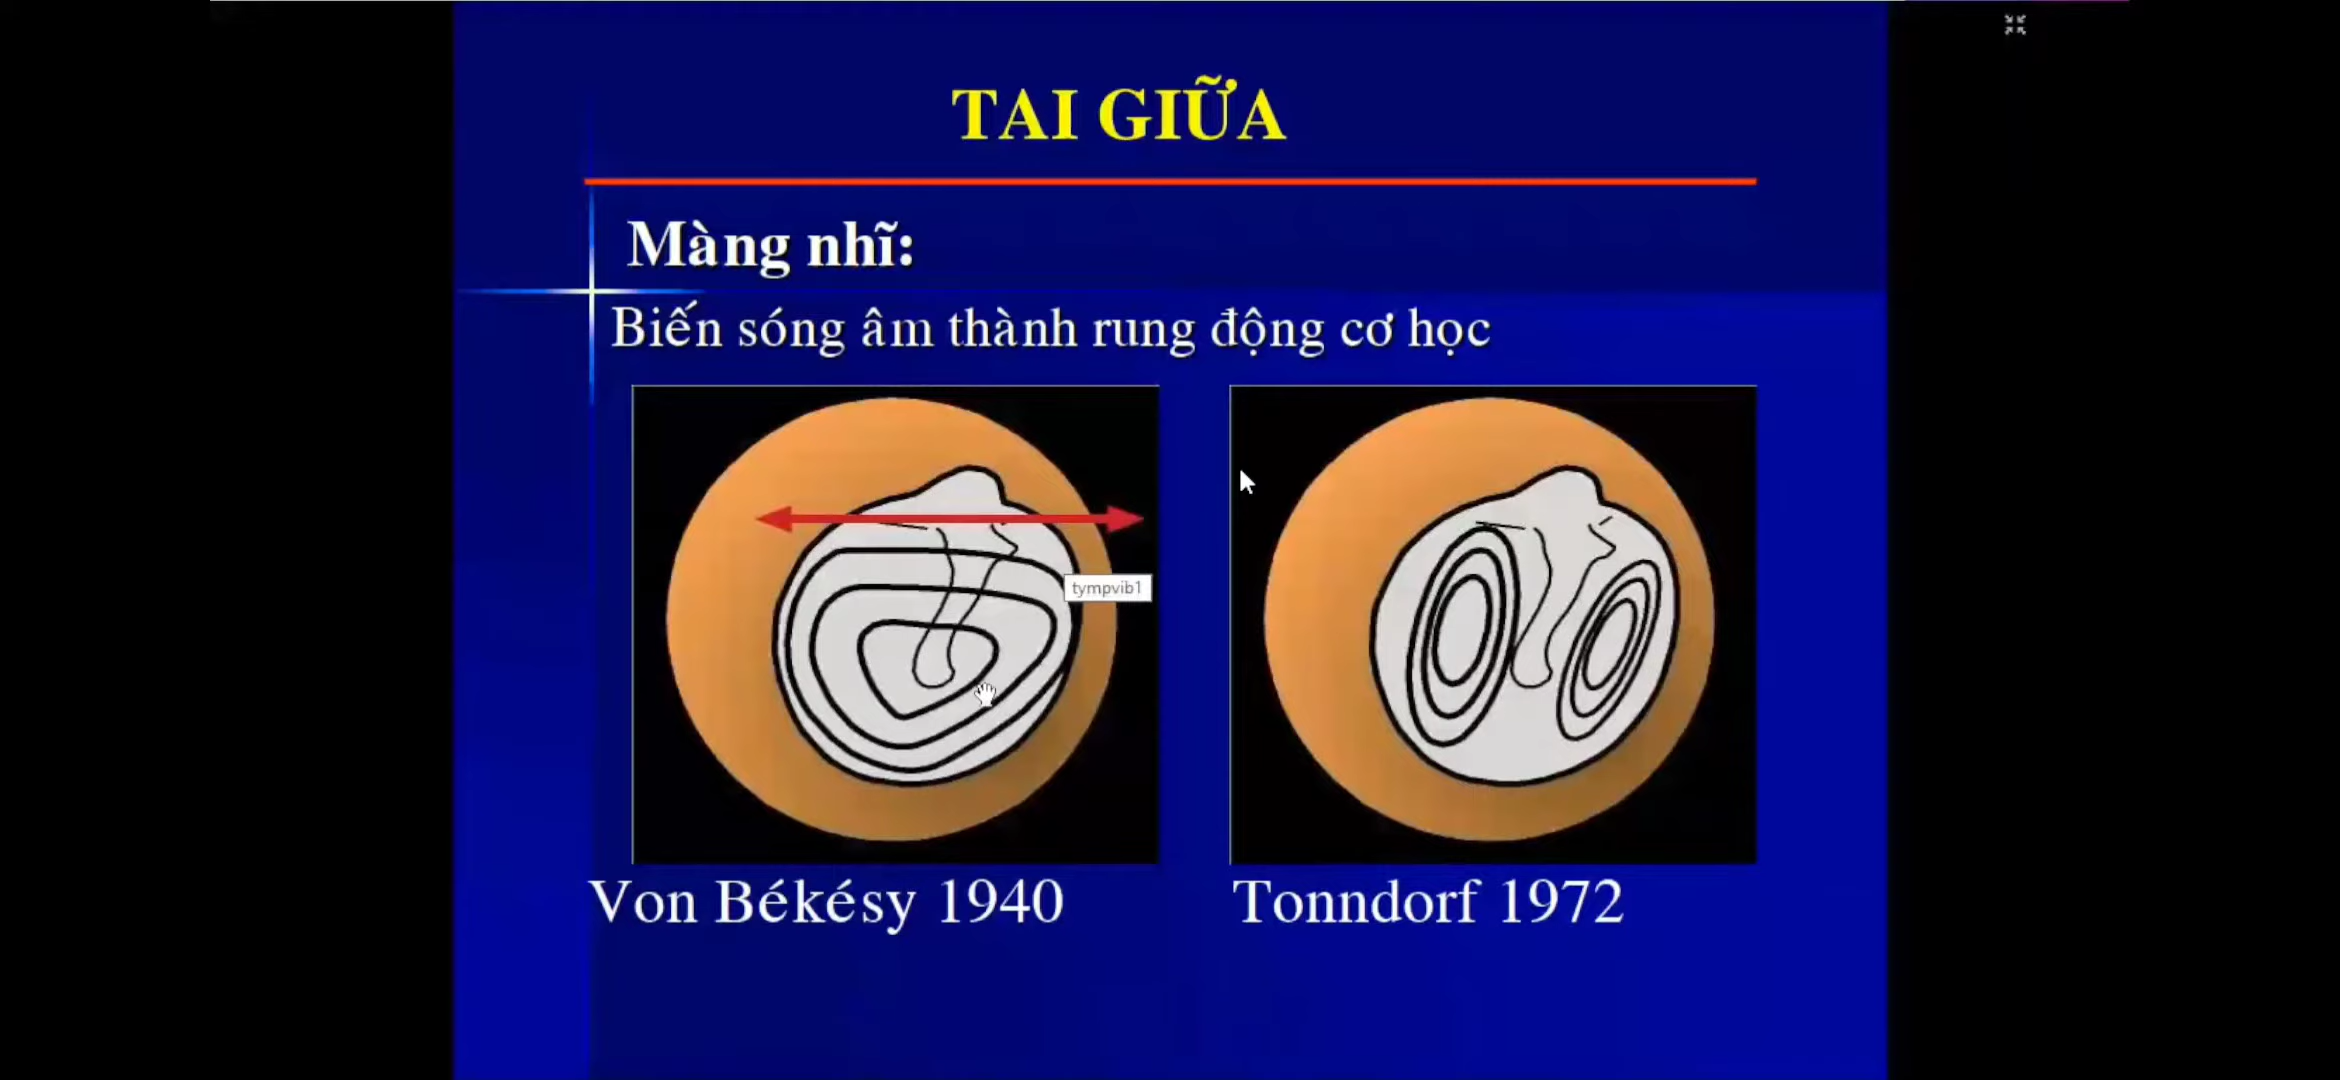 TAI GIỮA
Màng nhĩ:
Biến sóng âm thành rung động cơ học
tympvib1
Von Békésy 1940
Tonndorf 1972